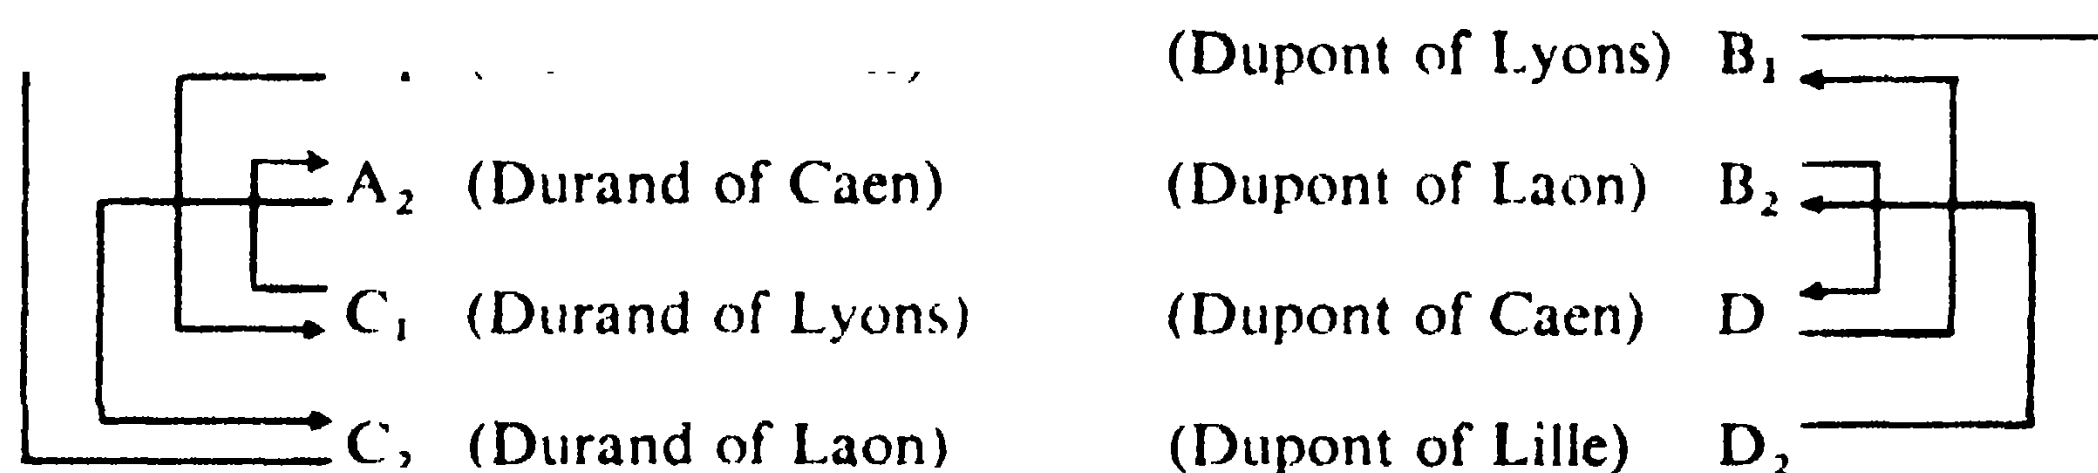 (Dupont of Lyons) B₁
A₂ (Durand of Caen) (Dupont of Laon) B₂
C₁ (Durand of Lyons) (Dupont of Caen) D
C₂ (Durand of Laon) (Dupont of Lille) D₂